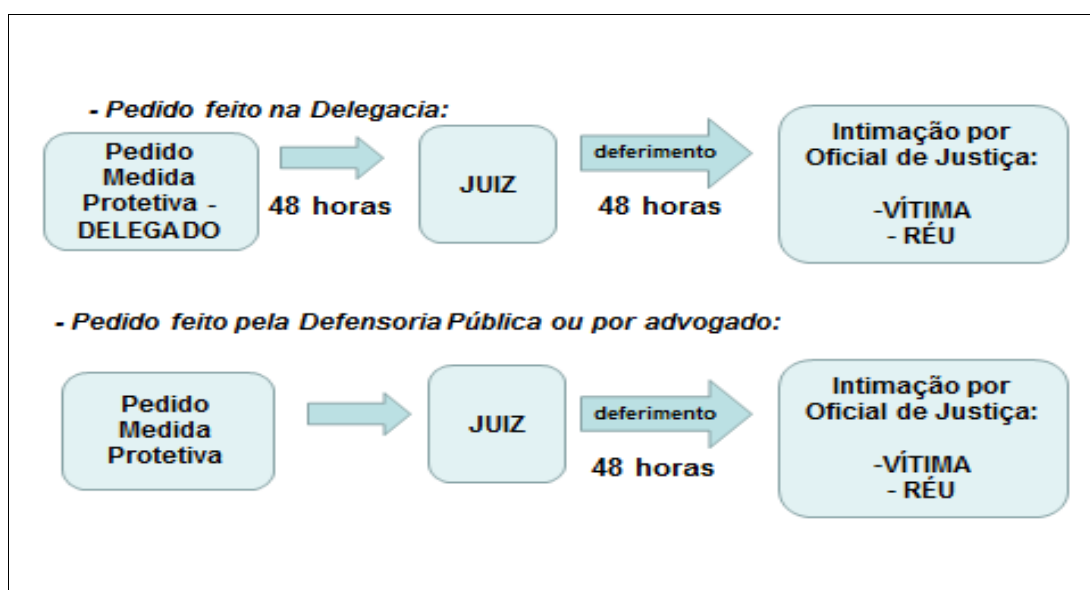 - Pedido feito na Delegacia:
Pedido
Medida
Protetiva -
DELEGADO
48 horas
JUIZ
deferimento
48 horas
Intimação por
Oficial de Justiça:
-VÍTIMA
- RÉU
- Pedido feito pela Defensoria Pública ou por advogado:
Pedido
Medida
Protetiva
JUIZ
deferimento
48 horas
Intimação por
Oficial de Justiça:
-VÍTIMA
- RÉU